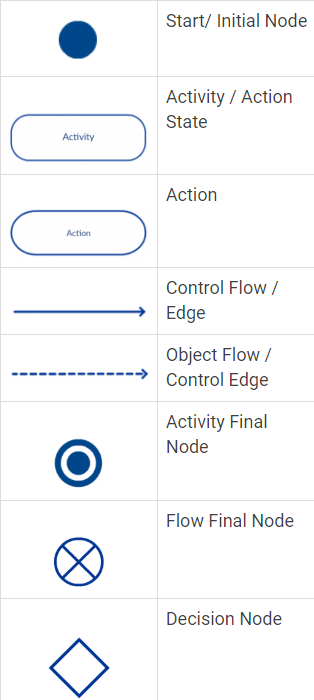 Start/ Initial Node
Activity
Activity / Action
State
Action
Action
Control Flow /
Edge
Object Flow /
Control Edge
Activity Final
Node
Flow Final Node
Decision Node